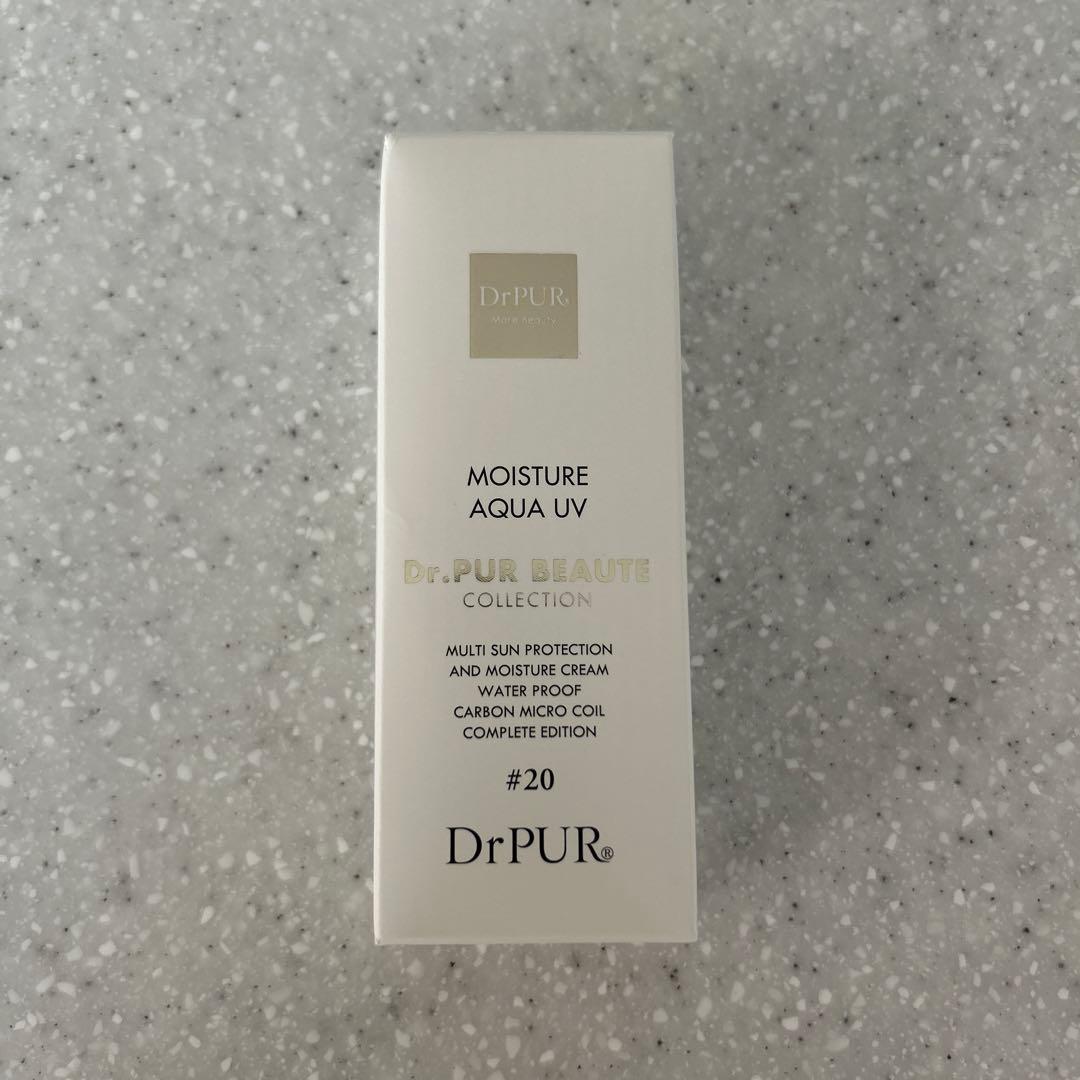 DrPUR®
More Beauty
MOISTURE
AQUA UV
Dr.PUR BEAUTE
COLLECTION
MULTI SUN PROTECTION
AND MOISTURE CREAM
WATER PROOF
CARBON MICRO COIL
COMPLETE EDITION
#20
DrPUR®